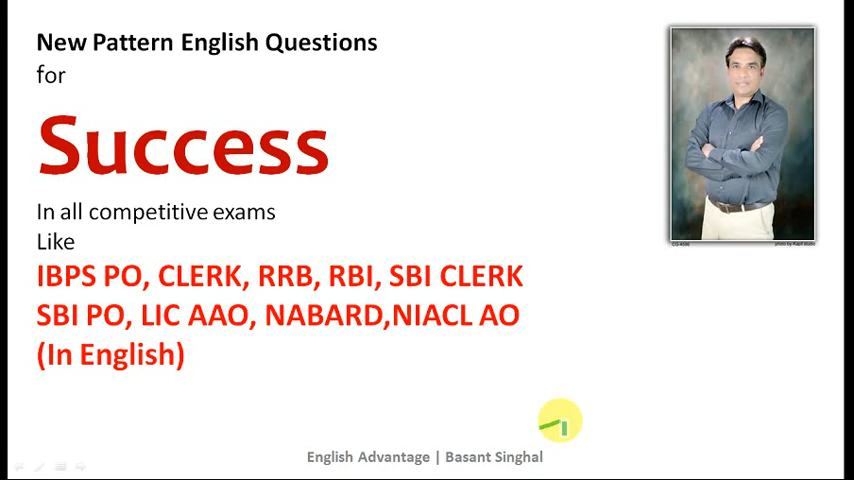 New Pattern English Questions
for
Success
In all competitive exams
Like
IBPS PO, CLERK, RRB, RBI, SBI CLERK
SBI PO, LIC AAO, NABARD,NIACL AO
(In English)
English Advantage | Basant Singhal